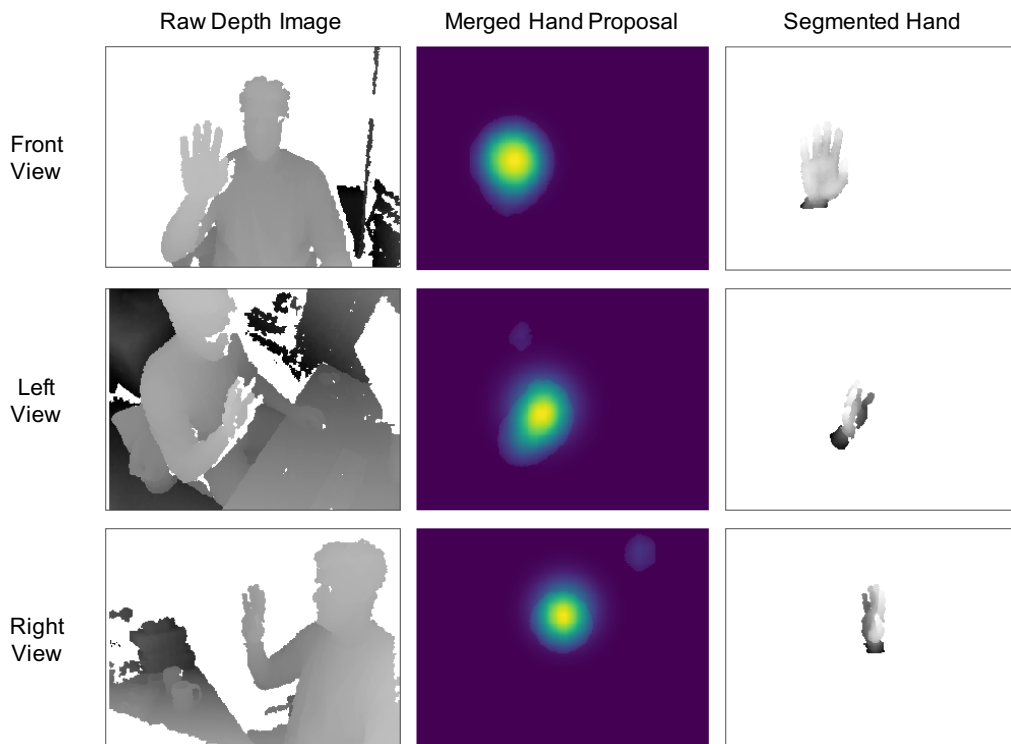 Raw Depth Image
Merged Hand Proposal
Segmented Hand
Front
View
Left
View
Right
View